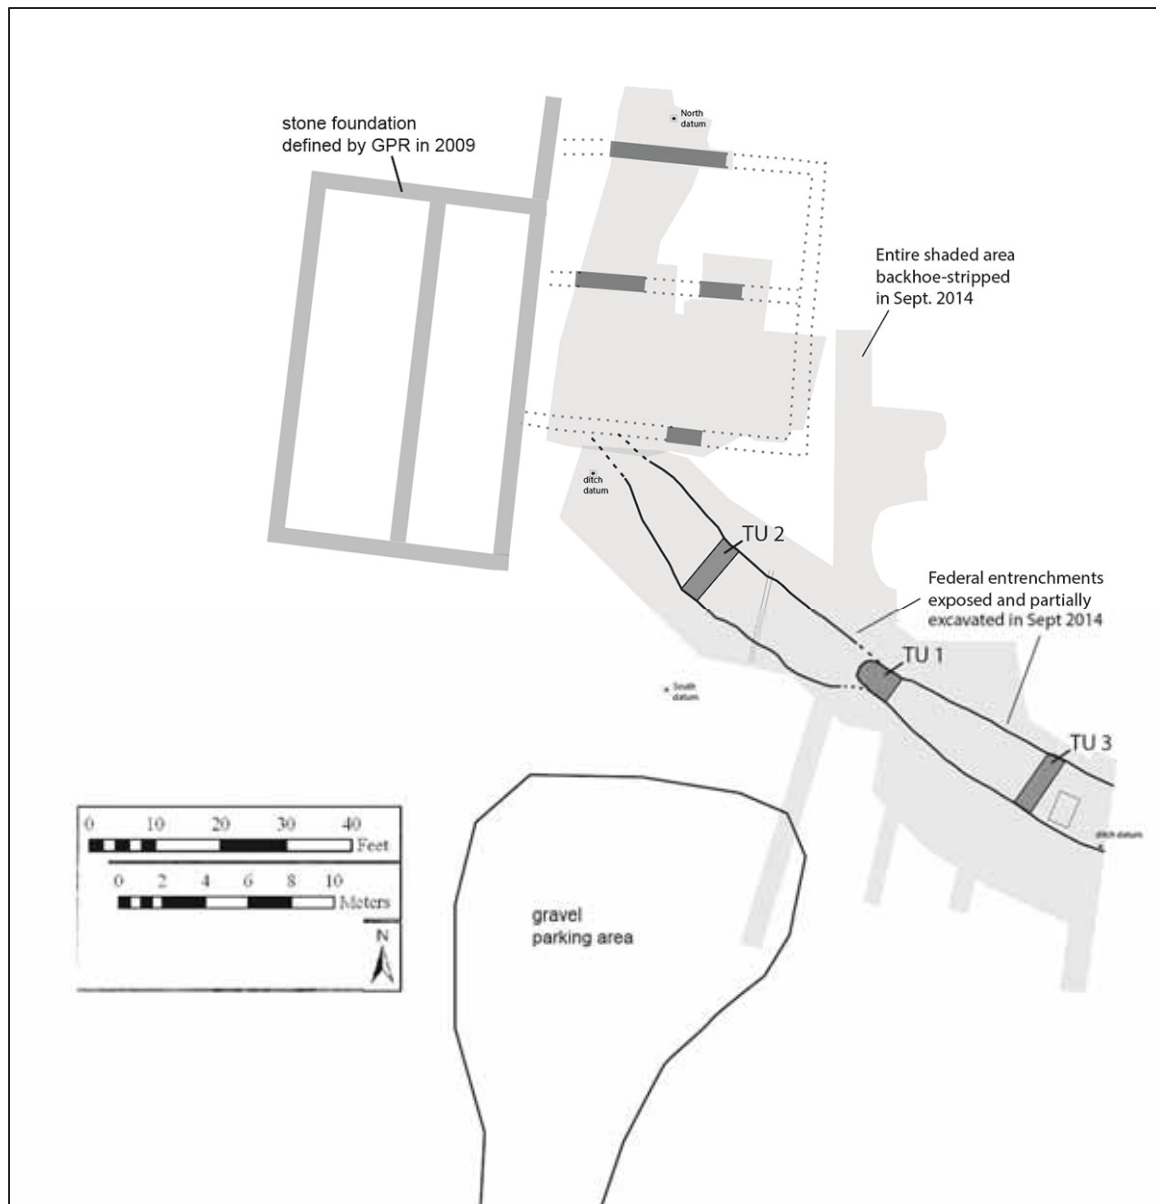 North
datum
stone foundation
defined by GPR in 2009
Entire shaded area
backhoe-stripped
in Sept. 2014
ditch
datum
TU 2
Federal entrenchments
exposed and partially
excavated in Sept 2014
TU 1
South
datum
TU 3
ditch datum
0 10 20 30 40
Feet
0 2 4 6 8 10
Meters
N
gravel
parking area